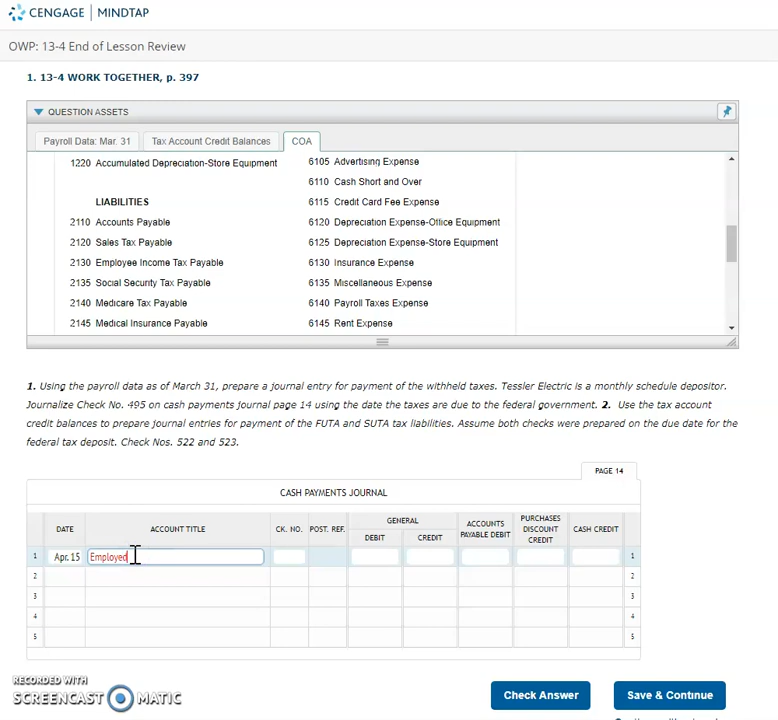 CENGAGE | MINDTAP
OWP: 13-4 End of Lesson Review
1. 13-4 WORK TOGETHER, p. 397
QUESTION ASSETS
Payroll Data: Mar. 31 Tax Account Credit Balances COA
1220 Accumulated Depreciation-Store Equipment 6105 Advertising Expense
6110 Cash Short and Over
LIABILITIES 6115 Credit Card Fee Expense
2110 Accounts Payable 6120 Depreciation Expense-Office Equipment
2120 Sales Tax Payable 6125 Depreciation Expense-Store Equipment
2130 Employee Income Tax Payable 6130 Insurance Expense
2135 Social Security Tax Payable 6135 Miscellaneous Expense
2140 Medicare Tax Payable 6140 Payroll Taxes Expense
2145 Medical Insurance Payable 6145 Rent Expense
1. Using the payroll data as of March 31, prepare a journal entry for payment of the withheld taxes. Tessler Electric is a monthly schedule depositor.
Journalize Check No. 495 on cash payments journal page 14 using the date the taxes are due to the federal government. 2. Use the tax account
credit balances to prepare journal entries for payment of the FUTA and SUTA tax liabilities. Assume both checks were prepared on the due date for the
federal tax deposit. Check Nos. 522 and 523.
PAGE 14
CASH PAYMENTS JOURNAL
DATE ACCOUNT TITLE CK. NO. POST. REF. GENERAL DEBIT CREDIT ACCOUNTS PAYABLE DEBIT PURCHASES DISCOUNT CREDIT CASH CREDIT
1 Apr. 15 Employed 1
2 2
3 3
4 4
5 5
RECORDED WITH
SCREENCAST MATIC
Check Answer Save & Continue